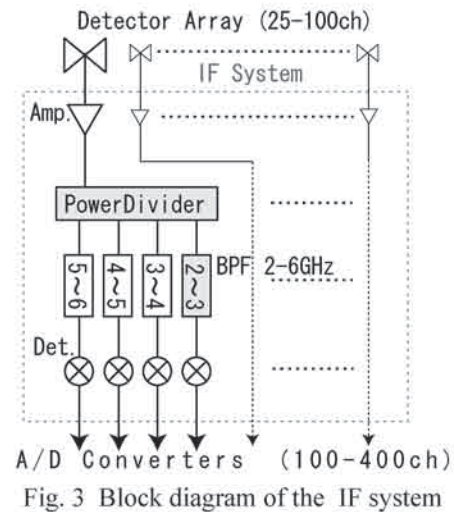 Detector Array (25-100ch)
IF System
Amp.
PowerDivider
5~6
4~5
3~4
2~3
BPF 2-6GHz
Det.
A/D Converters (100-400ch)
Fig. 3 Block diagram of the IF system